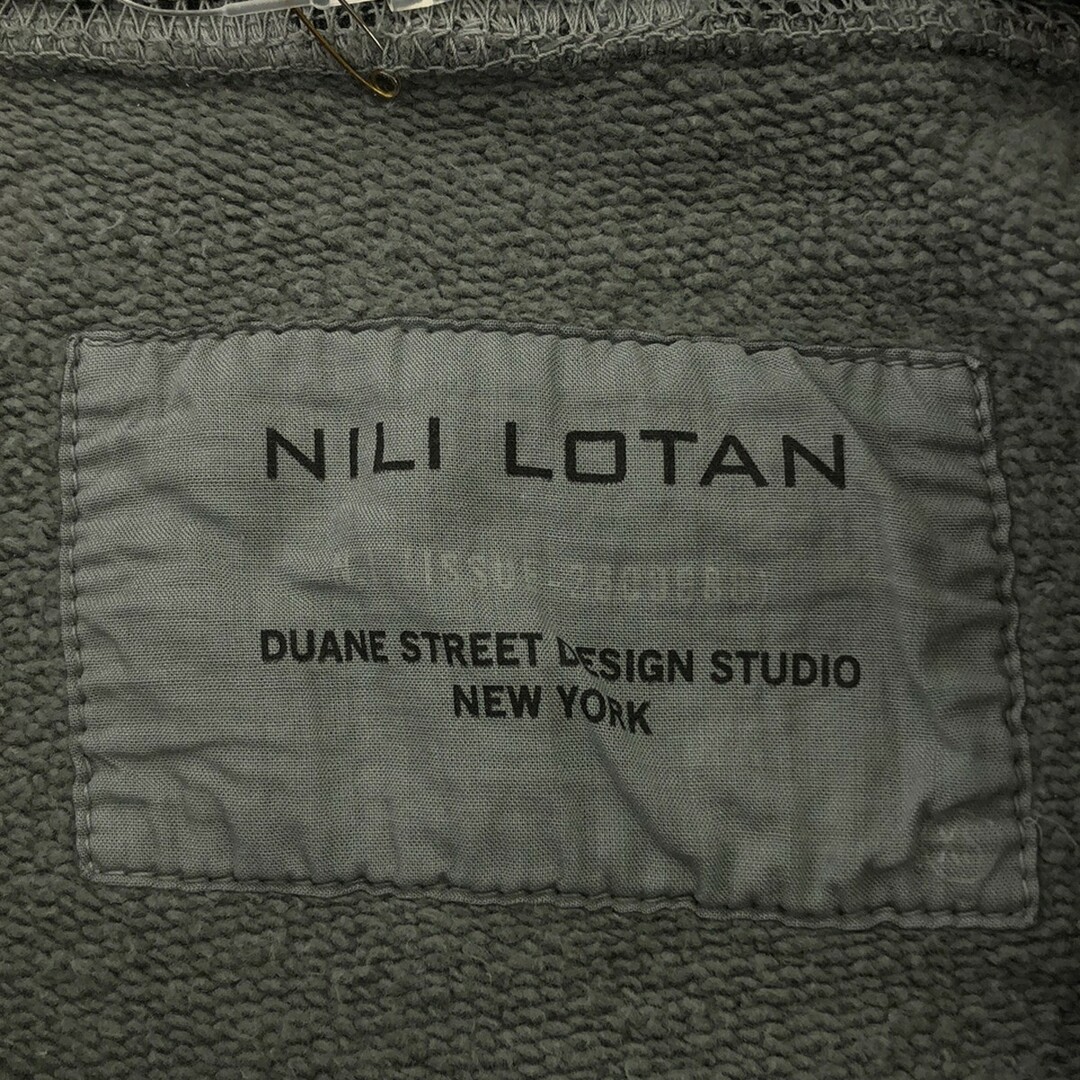 NILI LOTAN
DUANE STREET DESIGN STUDIO
NEW YORK